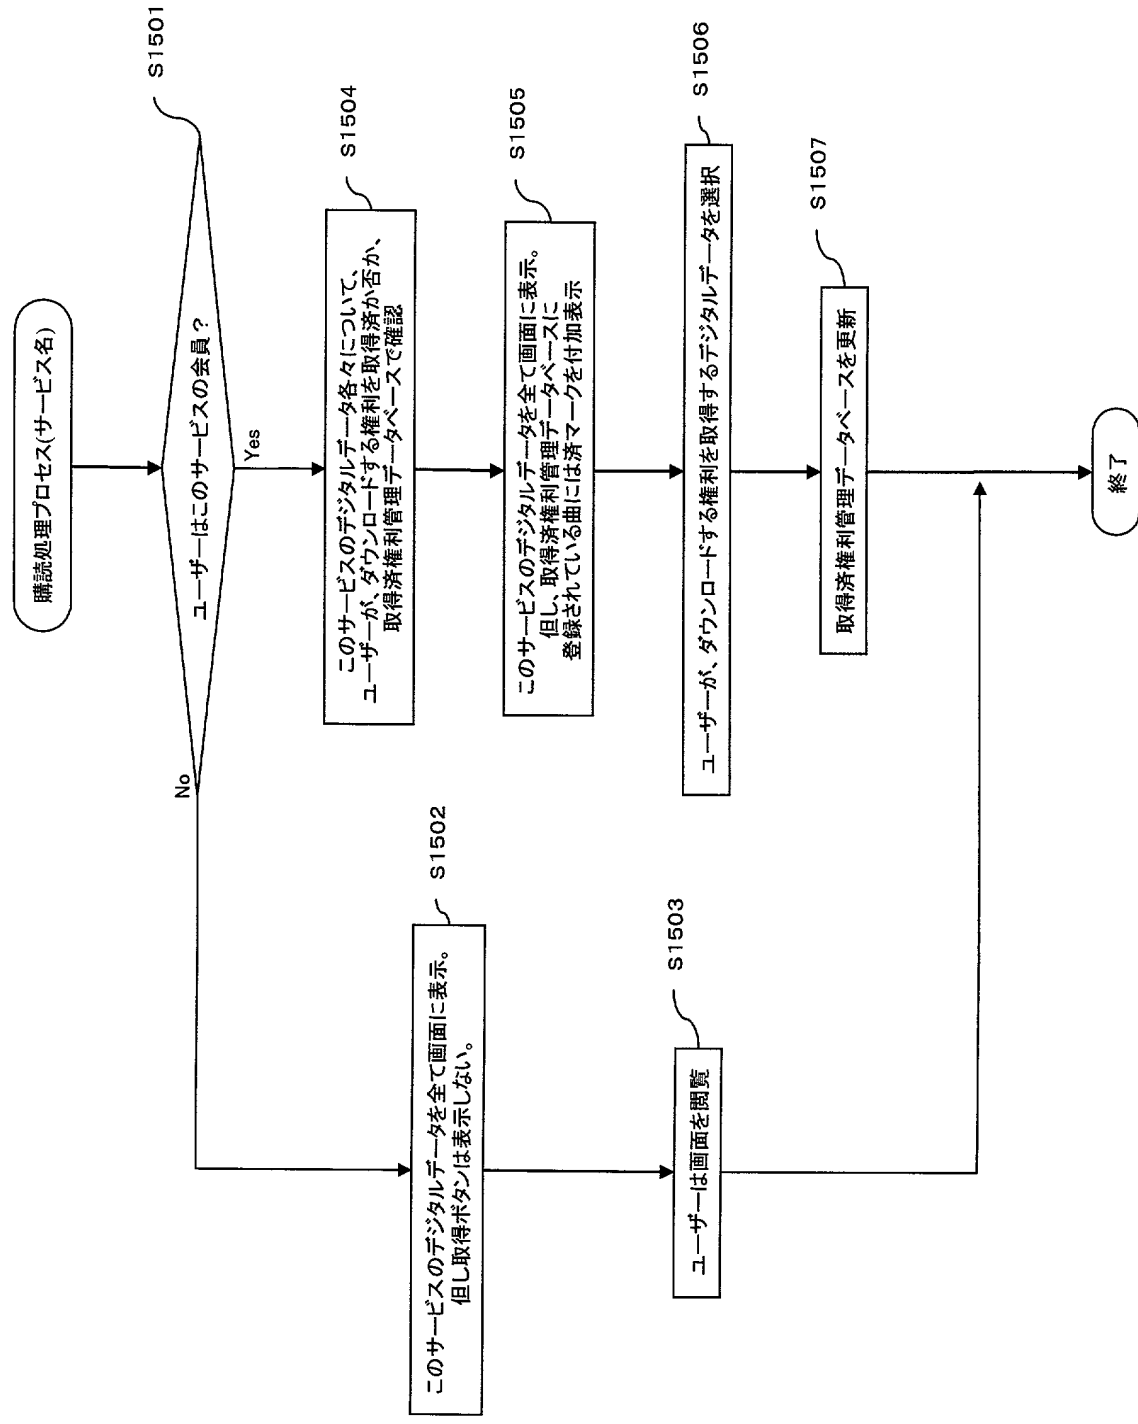 購読処理プロセス(サービス名)
S1501
ユーザーはこのサービスの会員？
No
Yes
S1504
このサービスのデジタルデータ各々について、
ユーザーが、ダウンロードする権利を取得済か否か、
取得済権利管理データベースで確認
S1505
このサービスのデジタルデータを全て画面に表示。
但し、取得済権利管理データベースに
登録されている曲には済マークを付加表示
S1506
ユーザーが、ダウンロードする権利を取得するデジタルデータを選択
S1507
取得済権利管理データベースを更新
S1502
このサービスのデジタルデータを全て画面に表示。
但し取得ボタンは表示しない。
S1503
ユーザーは画面を閲覧
終了